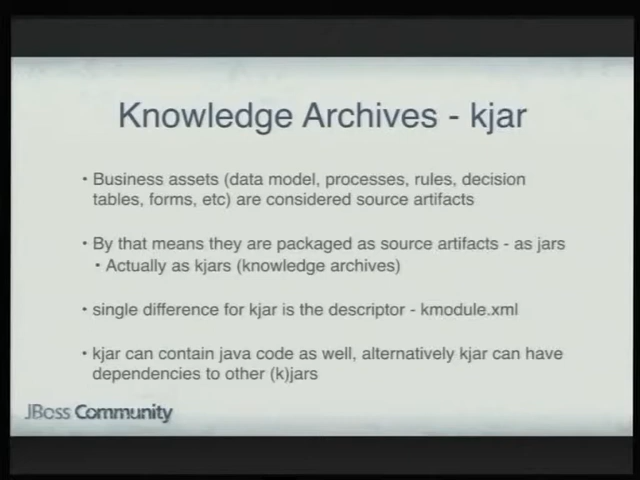 Knowledge Archives - kjar
• Business assets (data model, processes, rules, decision
tables, forms, etc) are considered source artifacts
• By that means they are packaged as source artifacts - as jars
• Actually as kjars (knowledge archives)
• single difference for kjar is the descriptor - kmodule.xml
• kjar can contain java code as well, alternatively kjar can have
dependencies to other (k)jars
JBoss Community